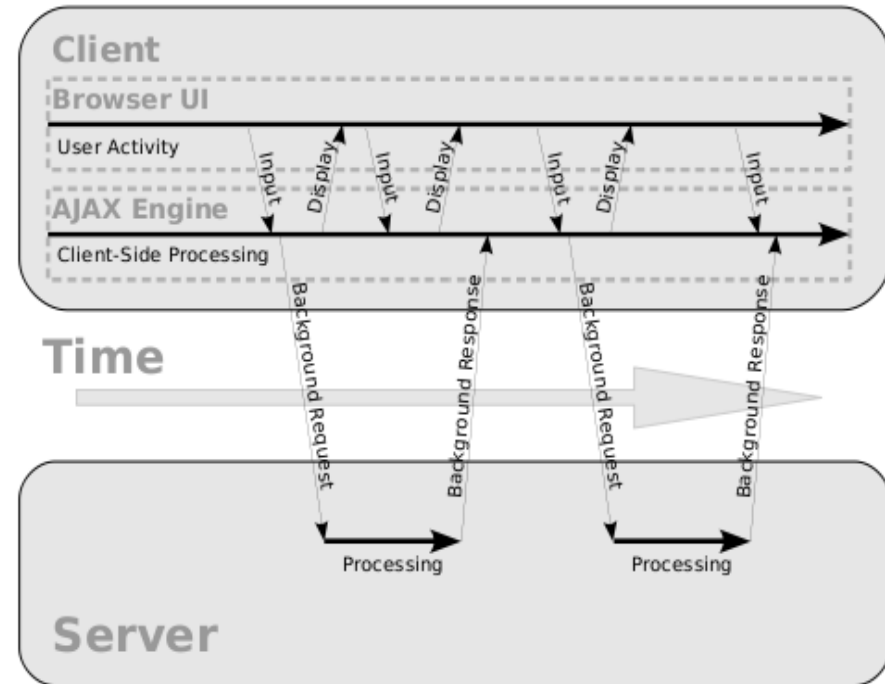 Client
Browser UI
User Activity
Input
Display
Input
Display
Input
Display
Input
AJAX Engine
Client-Side Processing
Background Request
Background Response
Background Request
Background Response
Time
Processing
Processing
Server